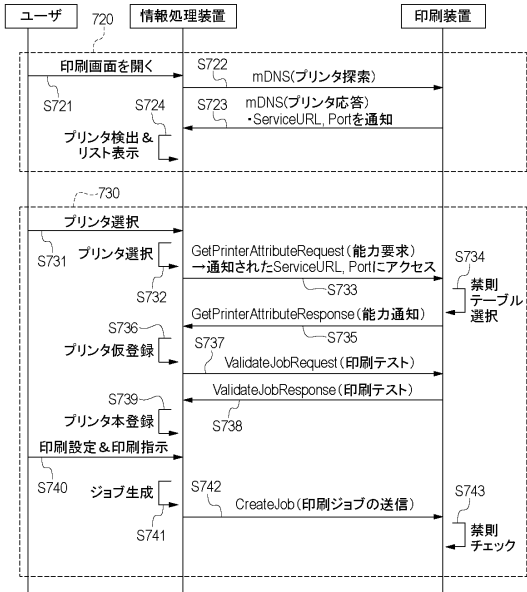 ユーザ
情報処理装置
印刷装置
720
印刷画面を開く
S721
S722
mDNS(プリンタ探索)
S723
mDNS(プリンタ応答)
・ServiceURL, Portを通知
S724
プリンタ検出＆
リスト表示
730
プリンタ選択
S731
プリンタ選択
S732
GetPrinterAttributeRequest(能力要求)
→通知されたServiceURL, Portにアクセス
S733
S734
禁則
テーブル
選択
GetPrinterAttributeResponse(能力通知)
S735
S736
プリンタ仮登録
S737
ValidateJobRequest(印刷テスト)
ValidateJobResponse(印刷テスト)
S738
S739
プリンタ本登録
印刷設定＆印刷指示
S740
ジョブ生成
S741
S742
CreateJob(印刷ジョブの送信)
S743
禁則
チェック